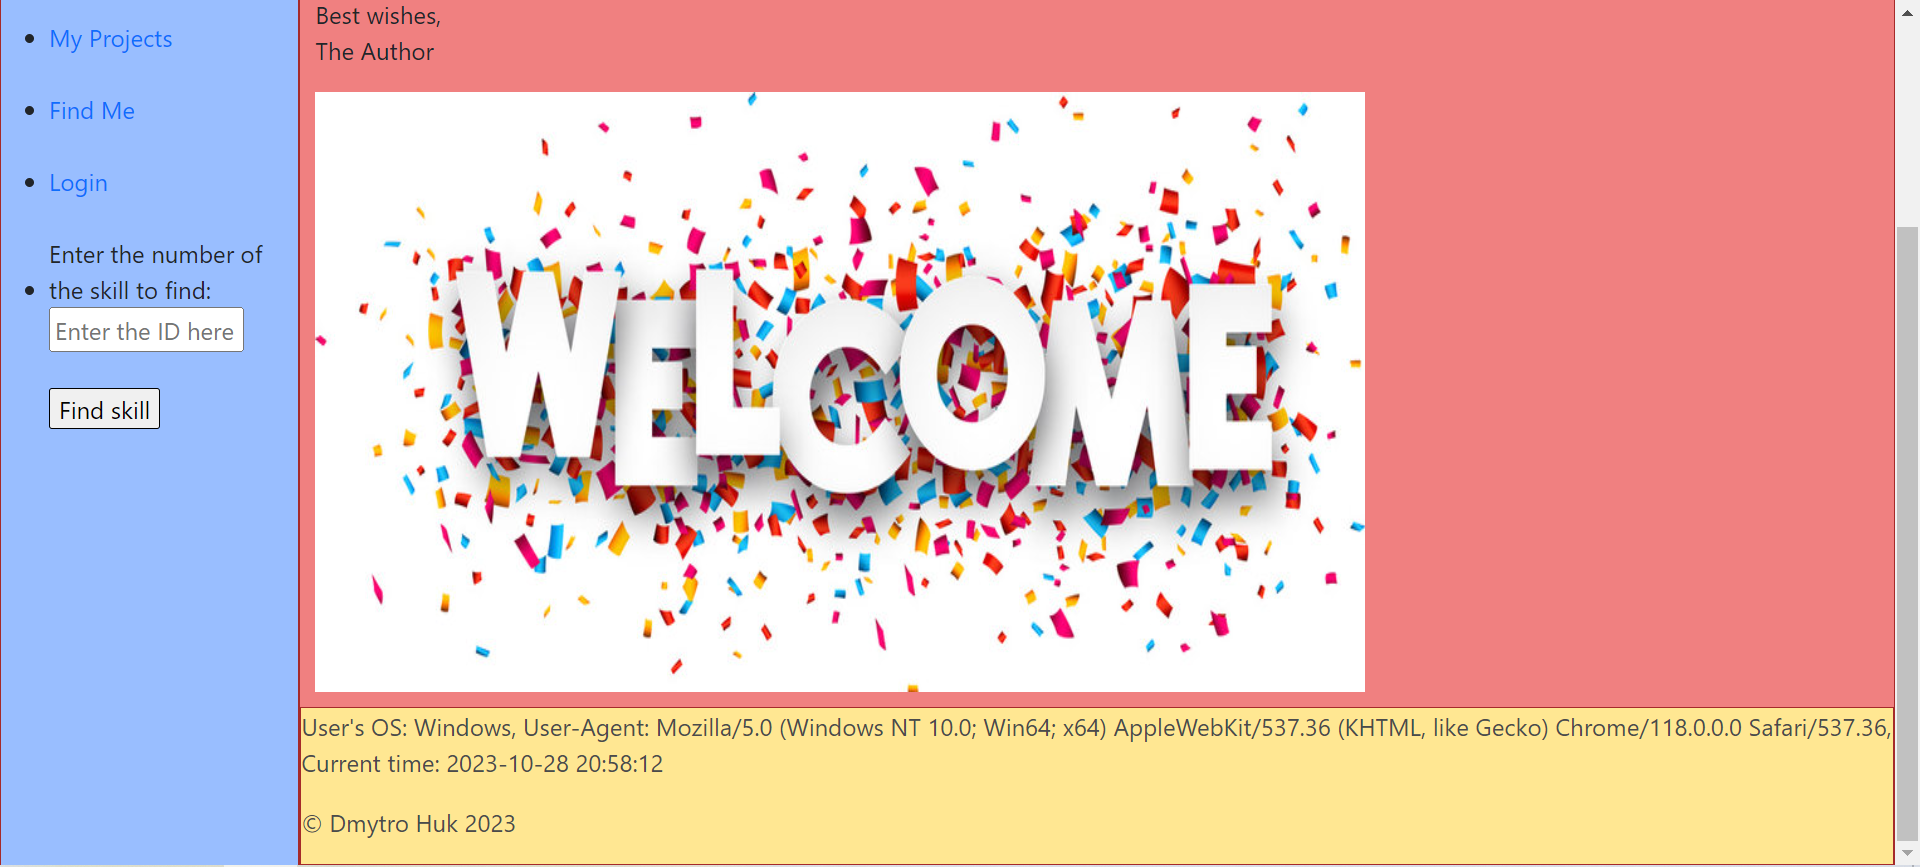 My Projects
Find Me
Login
Enter the number of
the skill to find:
Enter the ID here
Find skill
Best wishes,
The Author
WELCOME
User's OS: Windows, User-Agent: Mozilla/5.0 (Windows NT 10.0; Win64; x64) AppleWebKit/537.36 (KHTML, like Gecko) Chrome/118.0.0.0 Safari/537.36,
Current time: 2023-10-28 20:58:12
© Dmytro Huk 2023